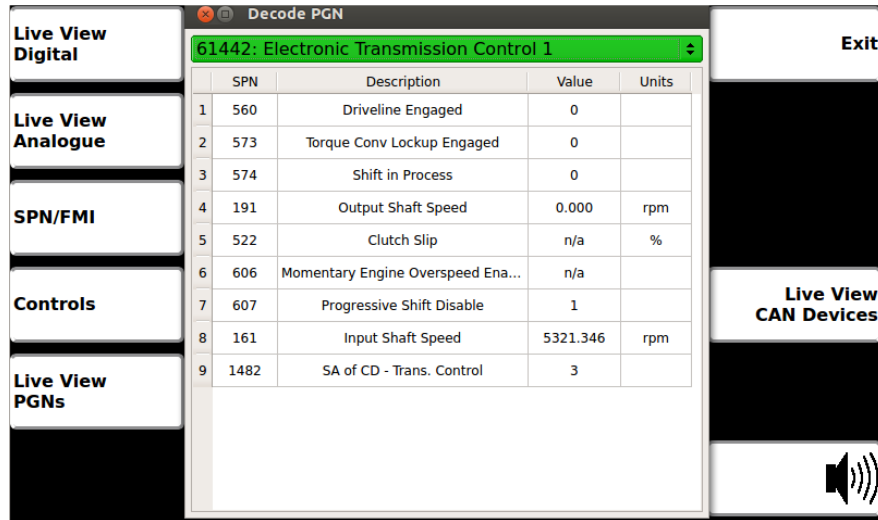 Live View
Digital
Live View
Analogue
SPN/FMI
Controls
Live View
PGNs
Decode PGN
61442: Electronic Transmission Control 1
SPN Description Value Units
1 560 Driveline Engaged 0
2 573 Torque Conv Lockup Engaged 0
3 574 Shift in Process 0
4 191 Output Shaft Speed 0.000 rpm
5 522 Clutch Slip n/a %
6 606 Momentary Engine Overspeed Ena... n/a
7 607 Progressive Shift Disable 1
8 161 Input Shaft Speed 5321.346 rpm
9 1482 SA of CD - Trans. Control 3
Exit
Live View
CAN Devices